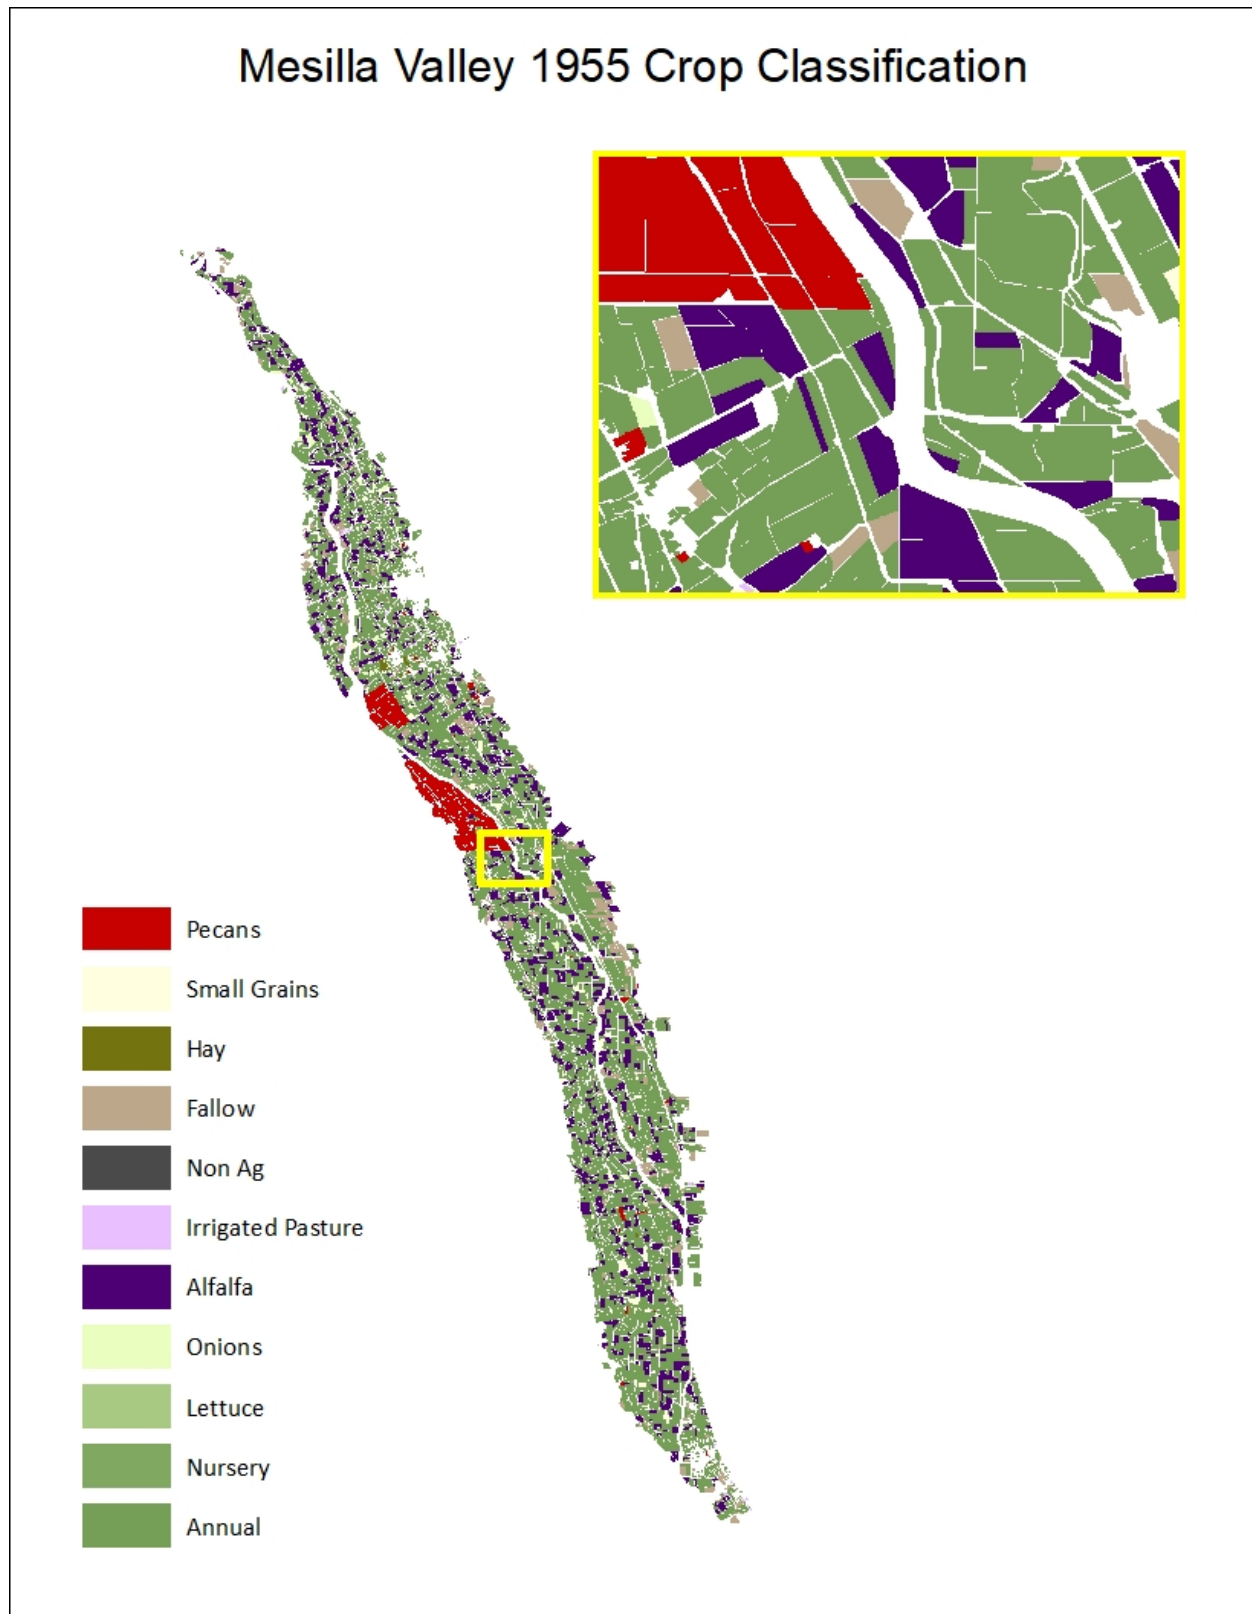 Mesilla Valley 1955 Crop Classification
Pecans
Small Grains
Hay
Fallow
Non Ag
Irrigated Pasture
Alfalfa
Onions
Lettuce
Nursery
Annual